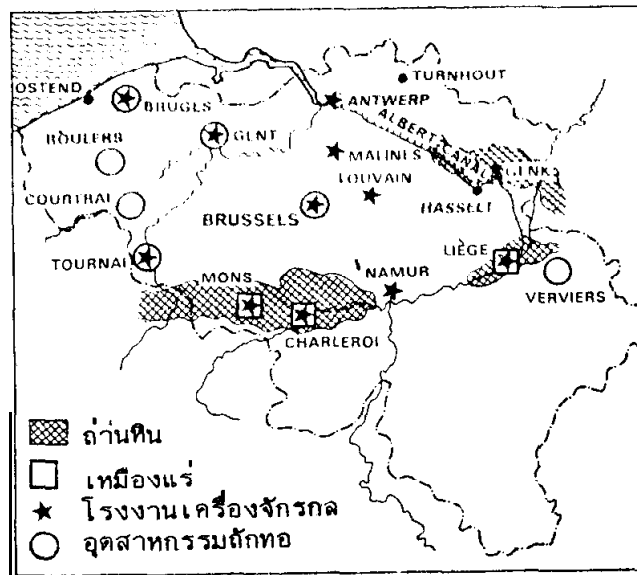 OSTEND
BRUGLS
TURNHOUT
ANTWERP
ROULERS
GLNT
ALBERT CANAL
MALINES
GLNK
LOUVAIN
COURTRAI
BRUSSELS
HASSELT
TOURNAI
LIÈGE
MONS
NAMUR
VERVIERS
CHARLEROI
ถ่านหิน
เหมืองแร่
โรงงานเครื่องจักรกล
อุตสาหกรรมถักทอ